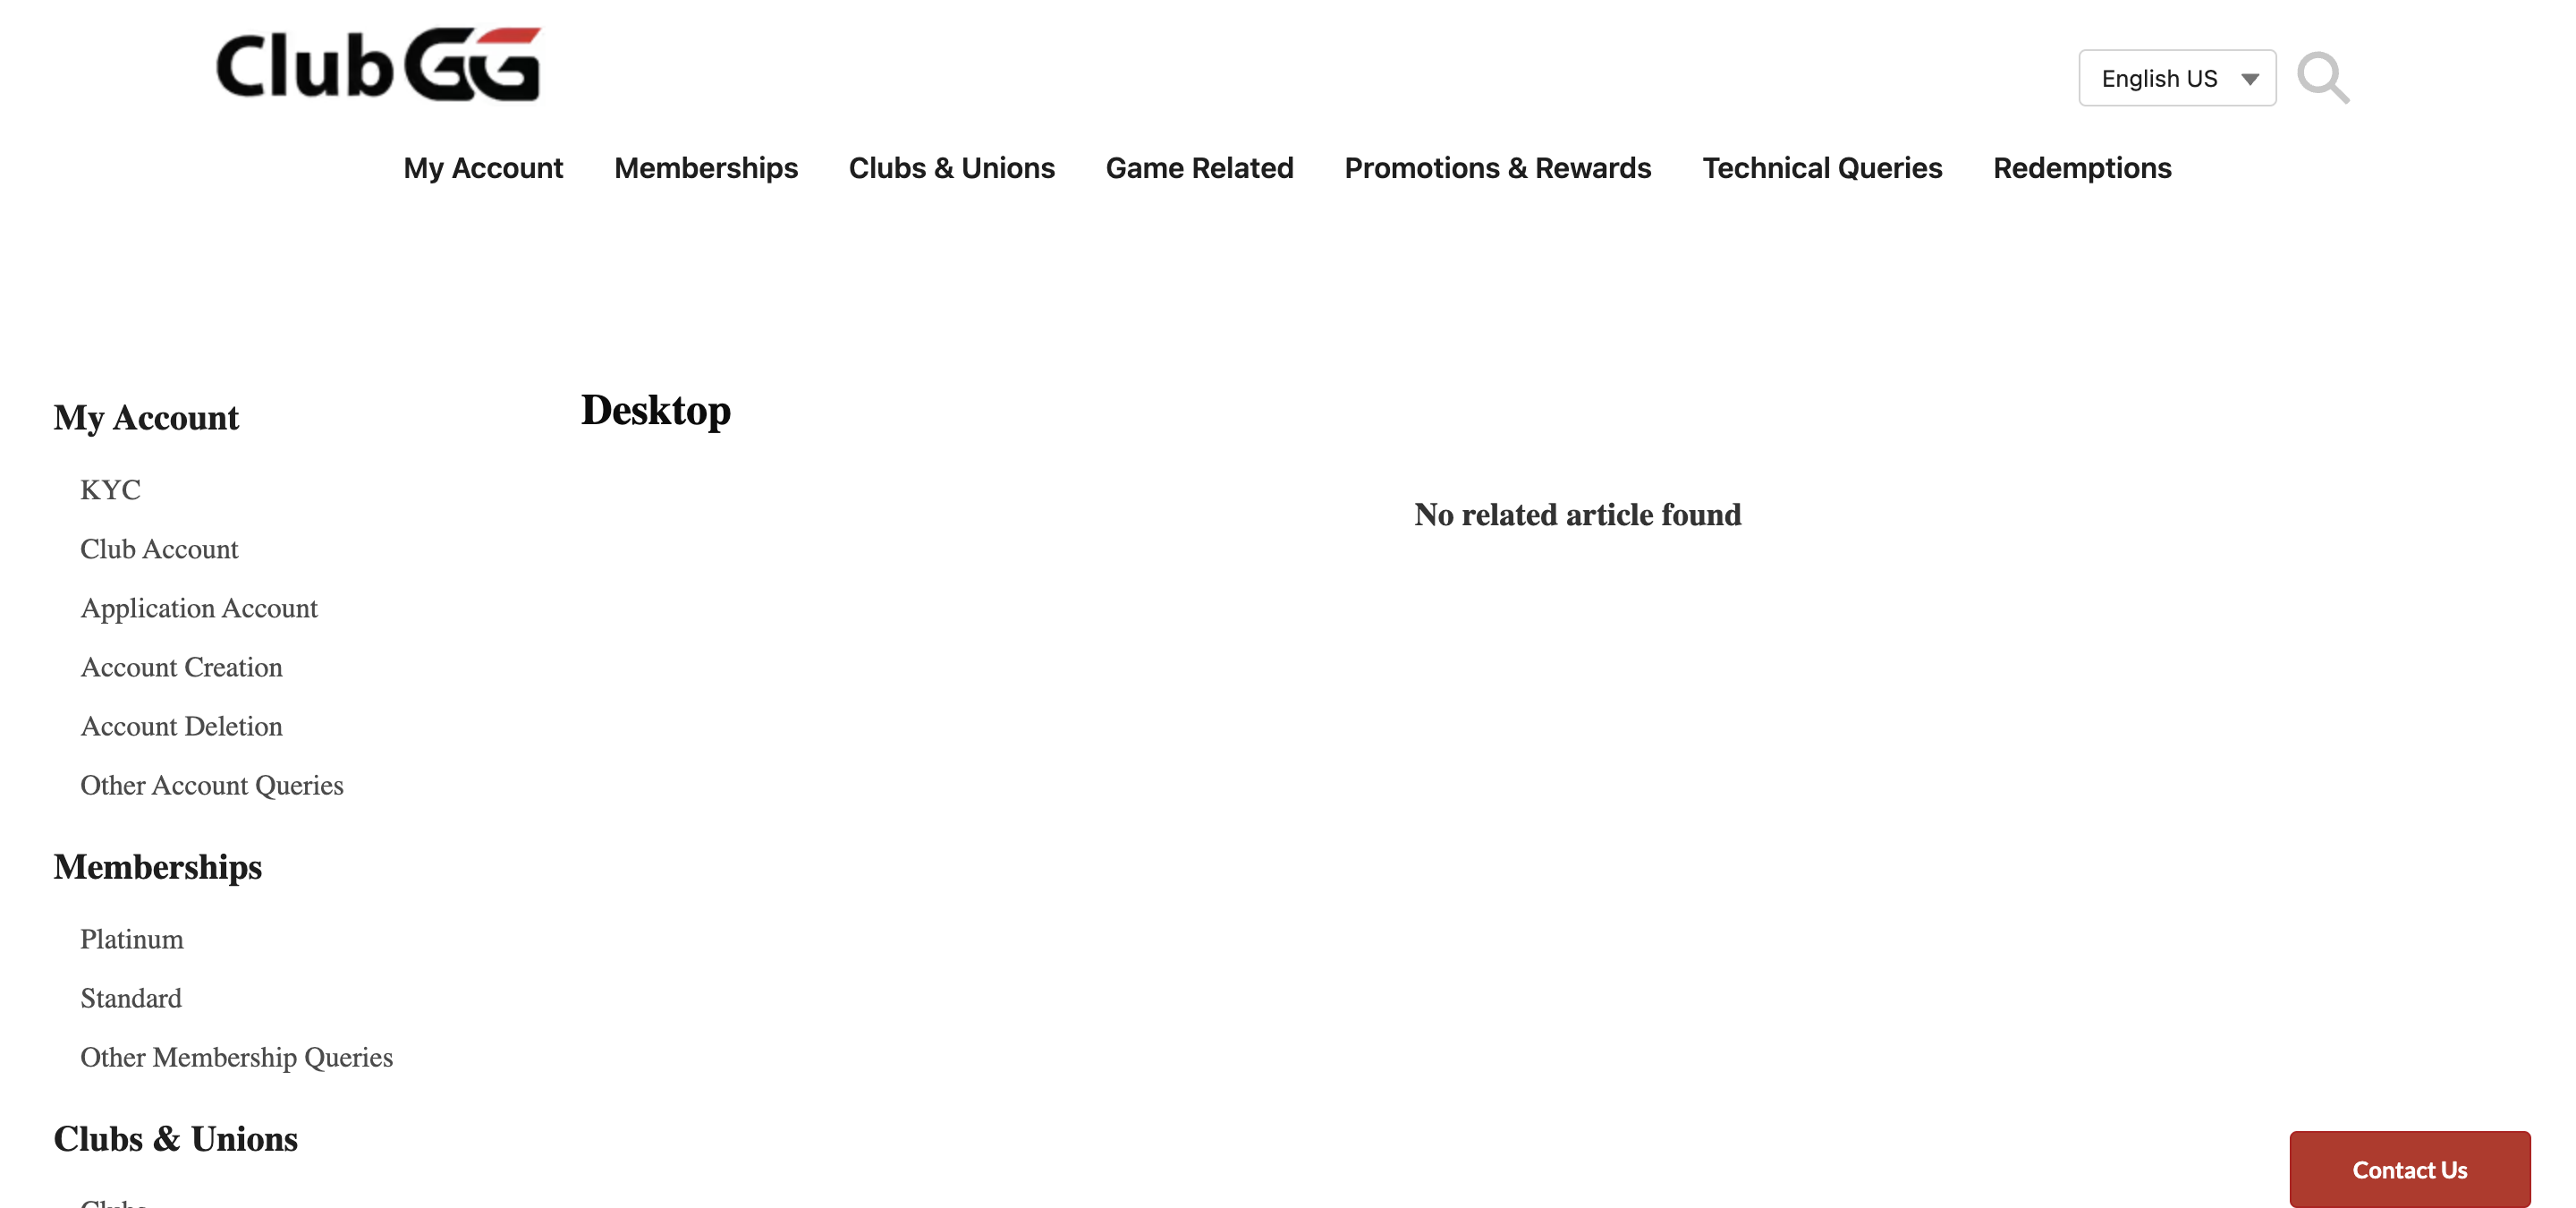 Club GG
English US
My Account Memberships Clubs & Unions Game Related Promotions & Rewards Technical Queries Redemptions
My Account
KYC
Club Account
Application Account
Account Creation
Account Deletion
Other Account Queries
Memberships
Platinum
Standard
Other Membership Queries
Clubs & Unions
Desktop
No related article found
Contact Us